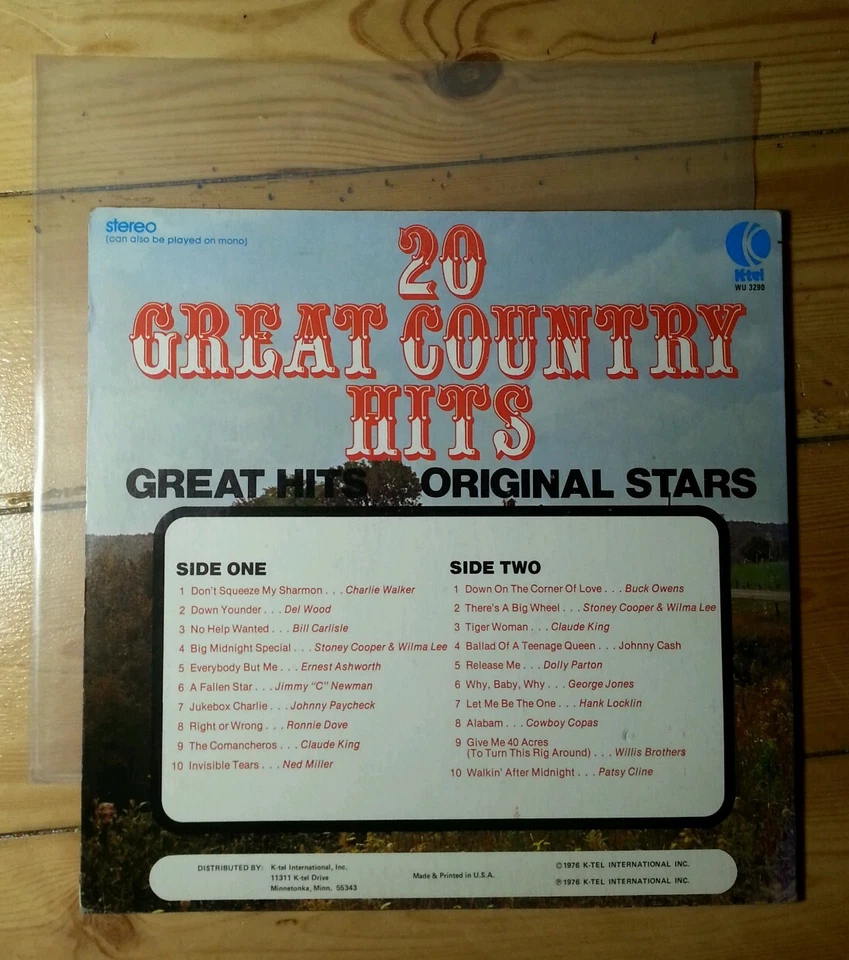 stereo
(can also be played on mono)
K-tel
WU 3290
20
GREAT COUNTRY
HITS
GREAT HITS ORIGINAL STARS
SIDE ONE
1 Don't Squeeze My Sharmon . . . Charlie Walker
2 Down Younder . . . Del Wood
3 No Help Wanted . . . Bill Carlisle
4 Big Midnight Special . . . Stoney Cooper & Wilma Lee
5 Everybody But Me . . . Ernest Ashworth
6 A Fallen Star . . . Jimmy "C" Newman
7 Jukebox Charlie . . . Johnny Paycheck
8 Right or Wrong . . . Ronnie Dove
9 The Comancheros . . . Claude King
10 Invisible Tears . . . Ned Miller
SIDE TWO
1 Down On The Corner Of Love . . . Buck Owens
2 There's A Big Wheel . . . Stoney Cooper & Wilma Lee
3 Tiger Woman . . . Claude King
4 Ballad Of A Teenage Queen . . . Johnny Cash
5 Release Me . . . Dolly Parton
6 Why, Baby, Why . . . George Jones
7 Let Me Be The One . . . Hank Locklin
8 Alabam . . . Cowboy Copas
9 Give Me 40 Acres
(To Turn This Rig Around) . . . Willis Brothers
10 Walkin' After Midnight . . . Patsy Cline
DISTRIBUTED BY: K-tel International, Inc.
11311 K-tel Drive
Minnetonka, Minn. 55343
Made & Printed in U.S.A.
© 1976 K-TEL INTERNATIONAL INC.
℗ 1976 K-TEL INTERNATIONAL INC.